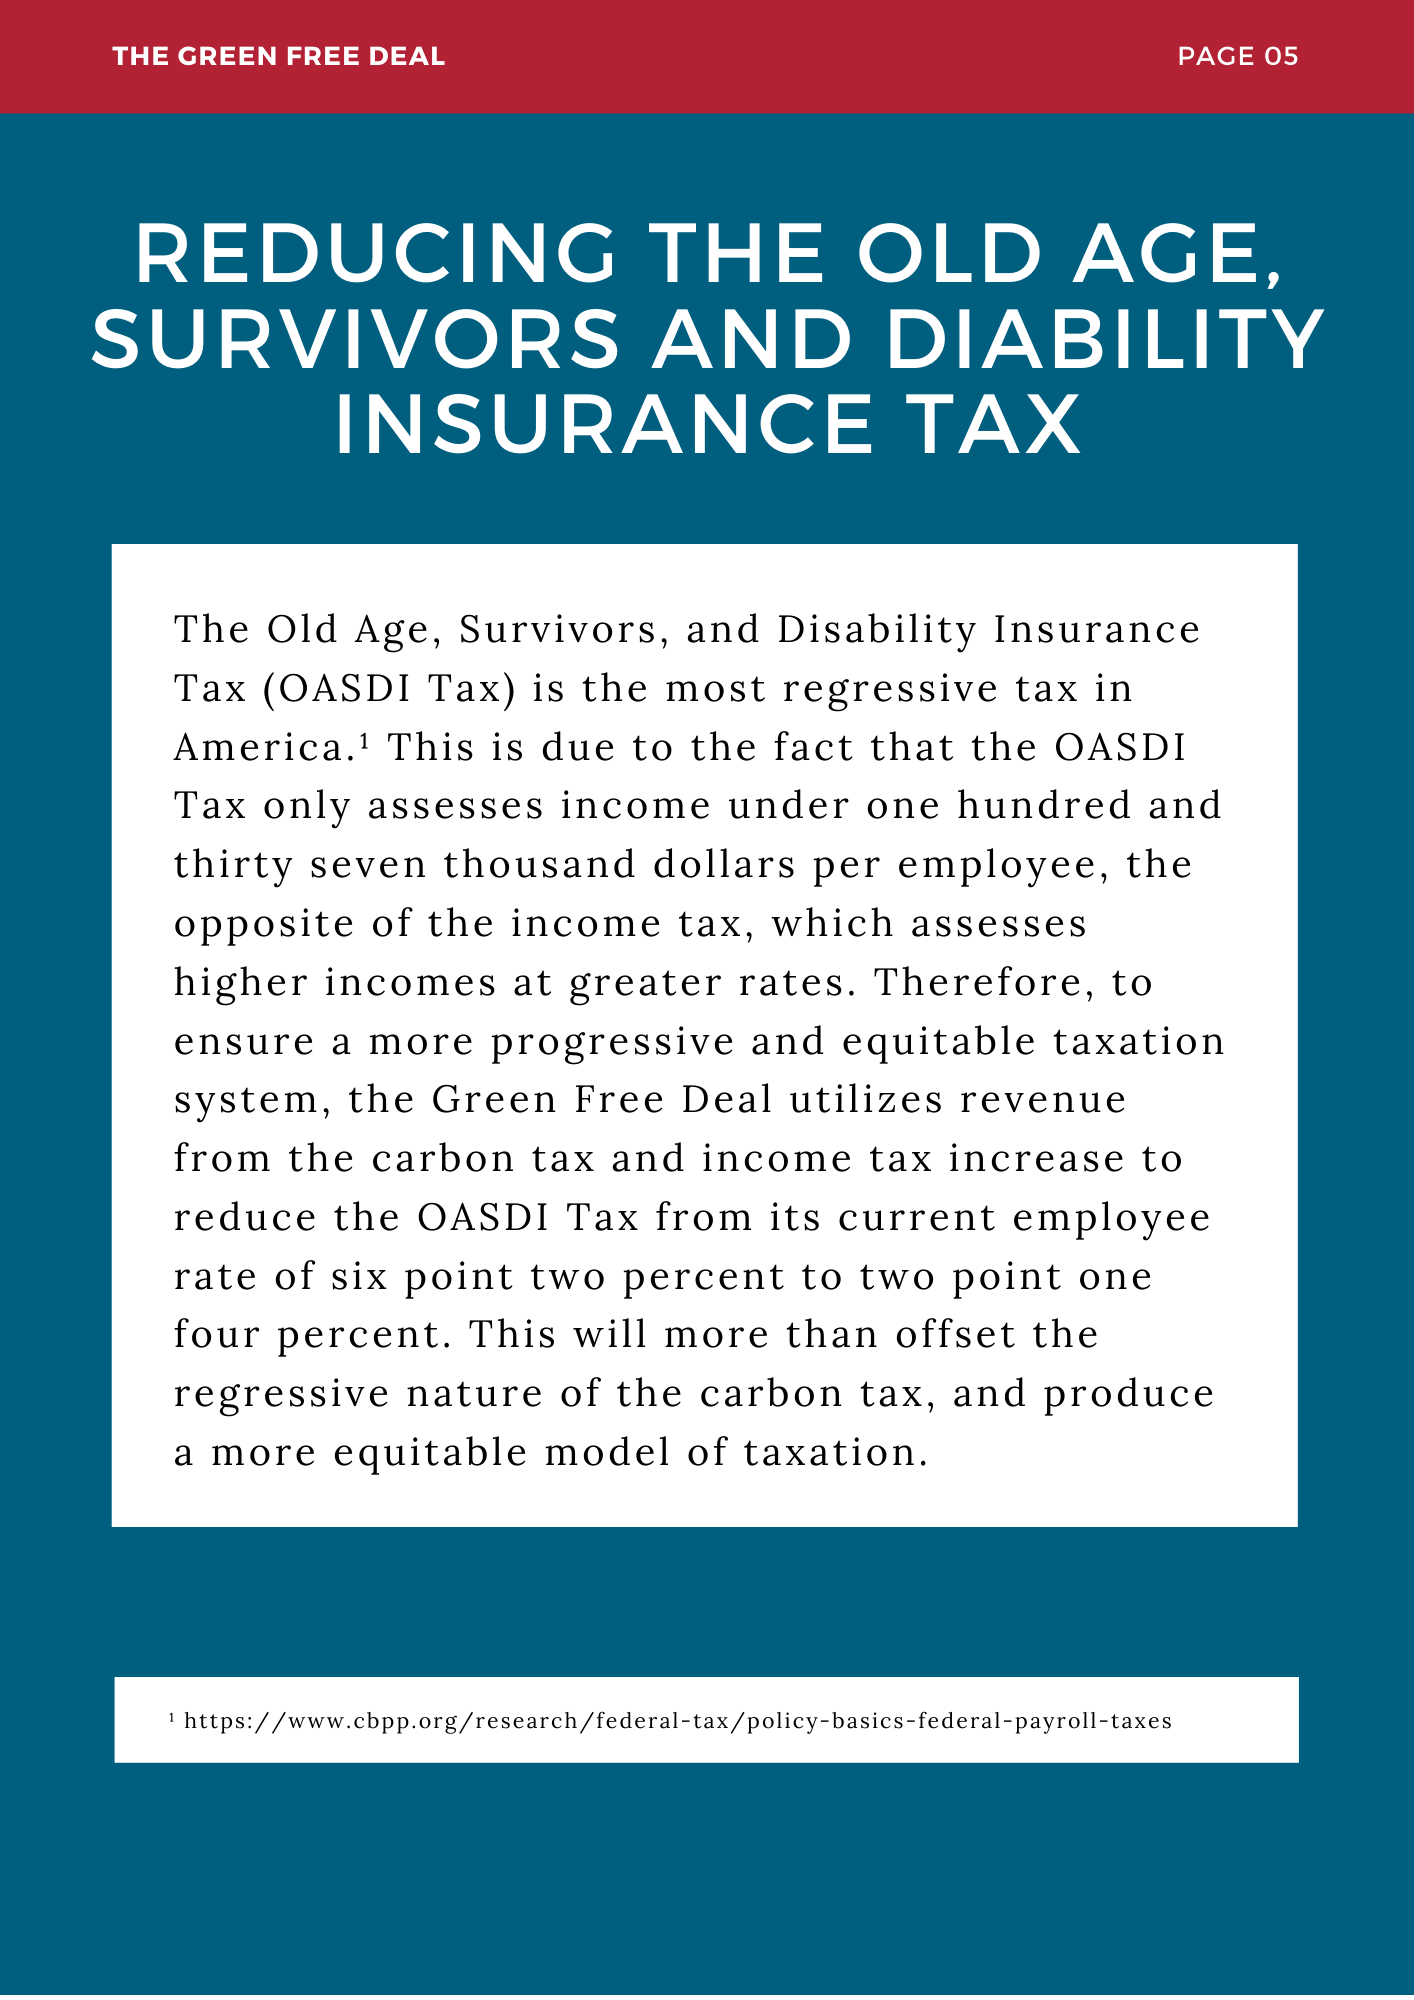 THE GREEN FREE DEAL
PAGE 05
REDUCING THE OLD AGE,
SURVIVORS AND DIABILITY
INSURANCE TAX
The Old Age, Survivors, and Disability Insurance
Tax (OASDI Tax) is the most regressive tax in
America.¹ This is due to the fact that the OASDI
Tax only assesses income under one hundred and
thirty seven thousand dollars per employee, the
opposite of the income tax, which assesses
higher incomes at greater rates. Therefore, to
ensure a more progressive and equitable taxation
system, the Green Free Deal utilizes revenue
from the carbon tax and income tax increase to
reduce the OASDI Tax from its current employee
rate of six point two percent to two point one
four percent. This will more than offset the
regressive nature of the carbon tax, and produce
a more equitable model of taxation.
¹ https://www.cbpp.org/research/federal-tax/policy-basics-federal-payroll-taxes